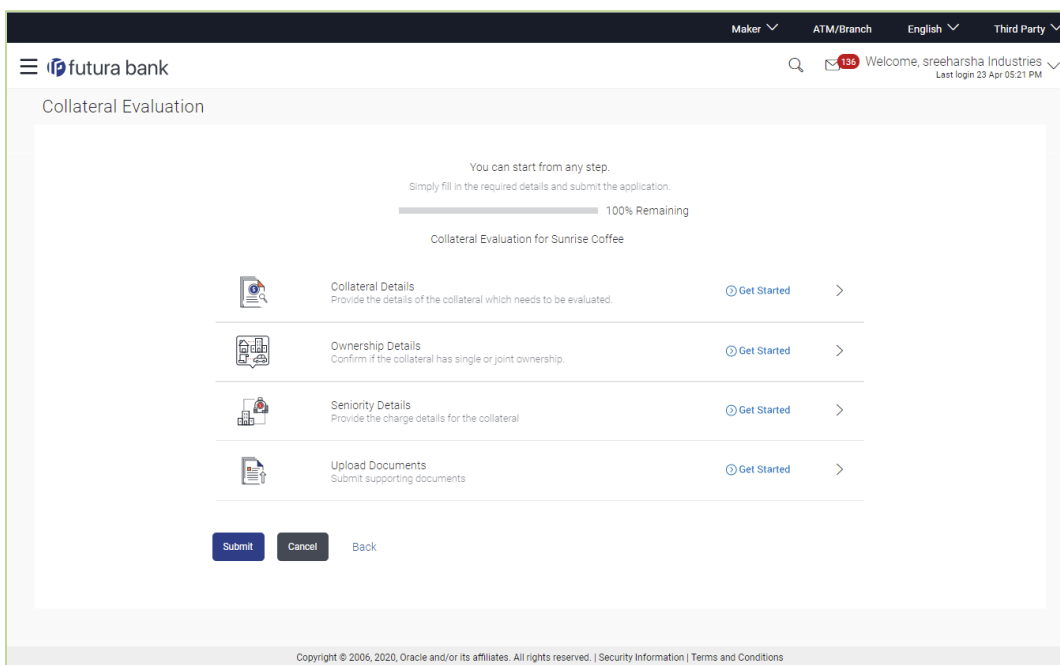 Maker ATM/Branch English Third Party
futura bank 136 Welcome, sreeharsha Industries
Last login 23 Apr 05:21 PM
Collateral Evaluation
You can start from any step.
Simply fill in the required details and submit the application.
100% Remaining
Collateral Evaluation for Sunrise Coffee
Collateral Details
Provide the details of the collateral which needs to be evaluated.
Get Started
Ownership Details
Confirm if the collateral has single or joint ownership.
Get Started
Seniority Details
Provide the charge details for the collateral
Get Started
Upload Documents
Submit supporting documents
Get Started
Submit Cancel Back
Copyright © 2006, 2020, Oracle and/or its affiliates. All rights reserved. | Security Information | Terms and Conditions